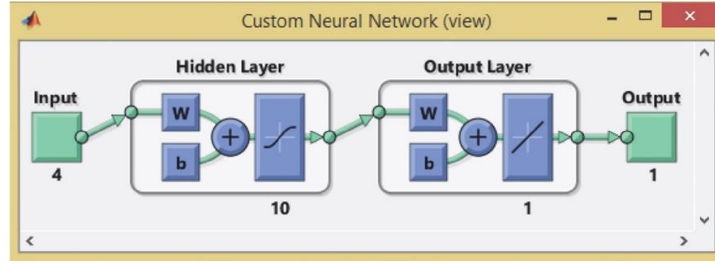 Custom Neural Network (view)
Hidden Layer
Output Layer
Input
Output
W
b
W
b
4
10
1
1